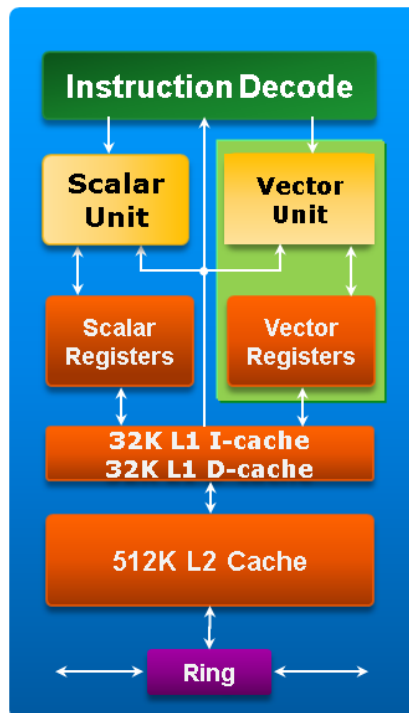 Instruction Decode
Scalar
Unit
Vector
Unit
Scalar
Registers
Vector
Registers
32K L1 I-cache
32K L1 D-cache
512K L2 Cache
Ring